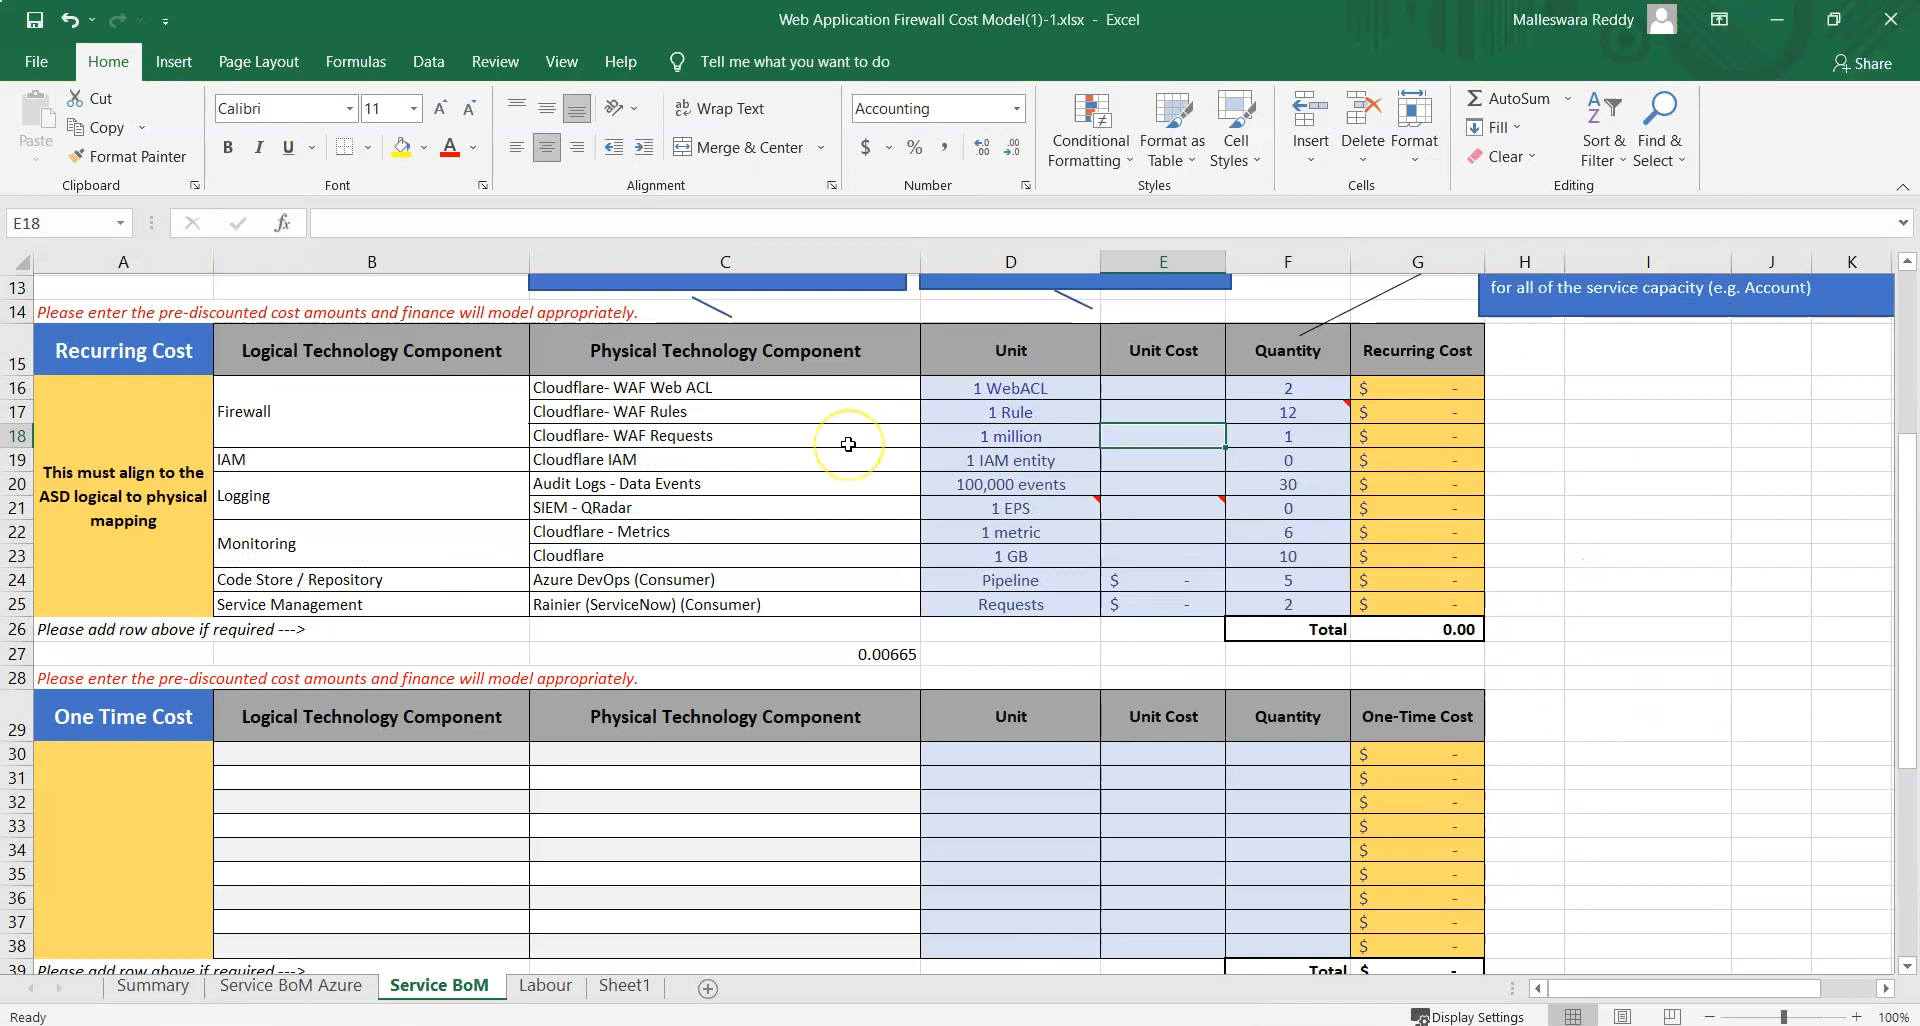 Web Application Firewall Cost Model(1)-1.xlsx - Excel
Malleswara Reddy
File Home Insert Page Layout Formulas Data Review View Help Tell me what you want to do Share
Paste Cut Copy Format Painter Clipboard
Calibri 11 A A B I U A Font
Wrap Text Merge & Center Alignment
Accounting $ % , Number
Conditional Formatting Format as Table Cell Styles Styles
Insert Delete Format Cells
AutoSum Fill Clear Sort & Filter Find & Select Editing
E18 fx
A B C D E F G H I J K
13 for all of the service capacity (e.g. Account)
14 Please enter the pre-discounted cost amounts and finance will model appropriately.
15 Recurring Cost Logical Technology Component Physical Technology Component Unit Unit Cost Quantity Recurring Cost
This must align to the ASD logical to physical mapping
16 Cloudflare- WAF Web ACL 1 WebACL 2 $ -
17 Firewall Cloudflare- WAF Rules 1 Rule 12 $ -
18 Cloudflare- WAF Requests 1 million 1 $ -
19 IAM Cloudflare IAM 1 IAM entity 0 $ -
20 Logging Audit Logs - Data Events 100,000 events 30 $ -
21 SIEM - QRadar 1 EPS 0 $ -
22 Monitoring Cloudflare - Metrics 1 metric 6 $ -
23 Cloudflare 1 GB 10 $ -
24 Code Store / Repository Azure DevOps (Consumer) Pipeline $ - 5 $ -
25 Service Management Rainier (ServiceNow) (Consumer) Requests $ - 2 $ -
26 Please add row above if required ---> Total 0.00
27 0.00665
28 Please enter the pre-discounted cost amounts and finance will model appropriately.
29 One Time Cost Logical Technology Component Physical Technology Component Unit Unit Cost Quantity One-Time Cost
30 $ -
31 $ -
32 $ -
33 $ -
34 $ -
35 $ -
36 $ -
37 $ -
38 $ -
39 Please add row above if required ---> Total $ -
Summary Service BoM Azure Service BoM Labour Sheet1
Ready Display Settings 100%